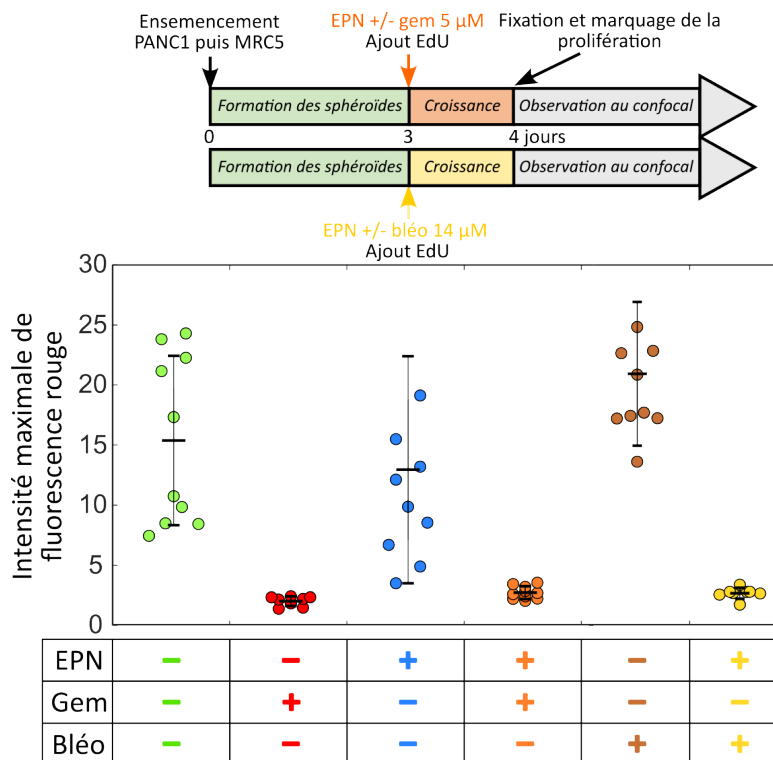 Ensemencement
PANC1 puis MRC5
EPN +/- gem 5 µM
Ajout EdU
Fixation et marquage de la
prolifération
Formation des sphéroïdes
Croissance
Observation au confocal
0
3
4 jours
Formation des sphéroïdes
Croissance
Observation au confocal
EPN +/- bléo 14 µM
Ajout EdU
Intensité maximale de
fluorescence rouge
30
25
20
15
10
5
0
EPN − − + + − +
Gem − + − + − −
Bléo − − − − + +